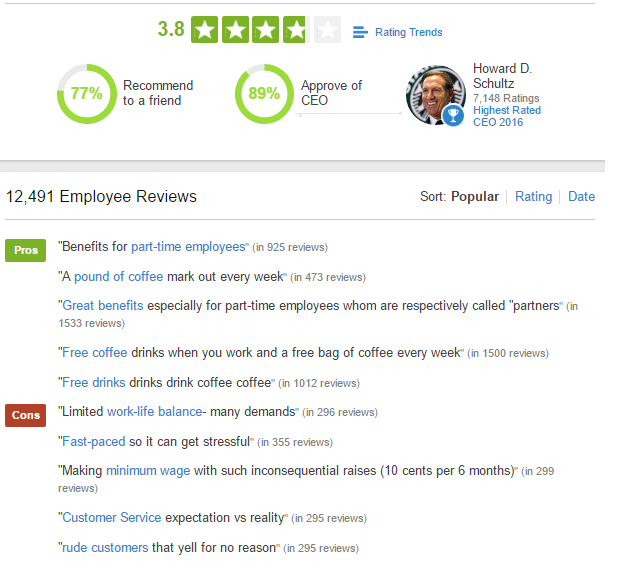 3.8 Rating Trends
77% Recommend to a friend
89% Approve of CEO
Howard D. Schultz
7,148 Ratings
Highest Rated CEO 2016
12,491 Employee Reviews
Sort: Popular | Rating | Date
Pros
"Benefits for part-time employees" (in 925 reviews)
"A pound of coffee mark out every week" (in 473 reviews)
"Great benefits especially for part-time employees whom are respectively called "partners" (in
1533 reviews)
"Free coffee drinks when you work and a free bag of coffee every week" (in 1500 reviews)
"Free drinks drinks drink coffee coffee" (in 1012 reviews)
Cons
"Limited work-life balance- many demands" (in 296 reviews)
"Fast-paced so it can get stressful" (in 355 reviews)
"Making minimum wage with such inconsequential raises (10 cents per 6 months)" (in 299
reviews)
"Customer Service expectation vs reality" (in 295 reviews)
"rude customers that yell for no reason" (in 295 reviews)